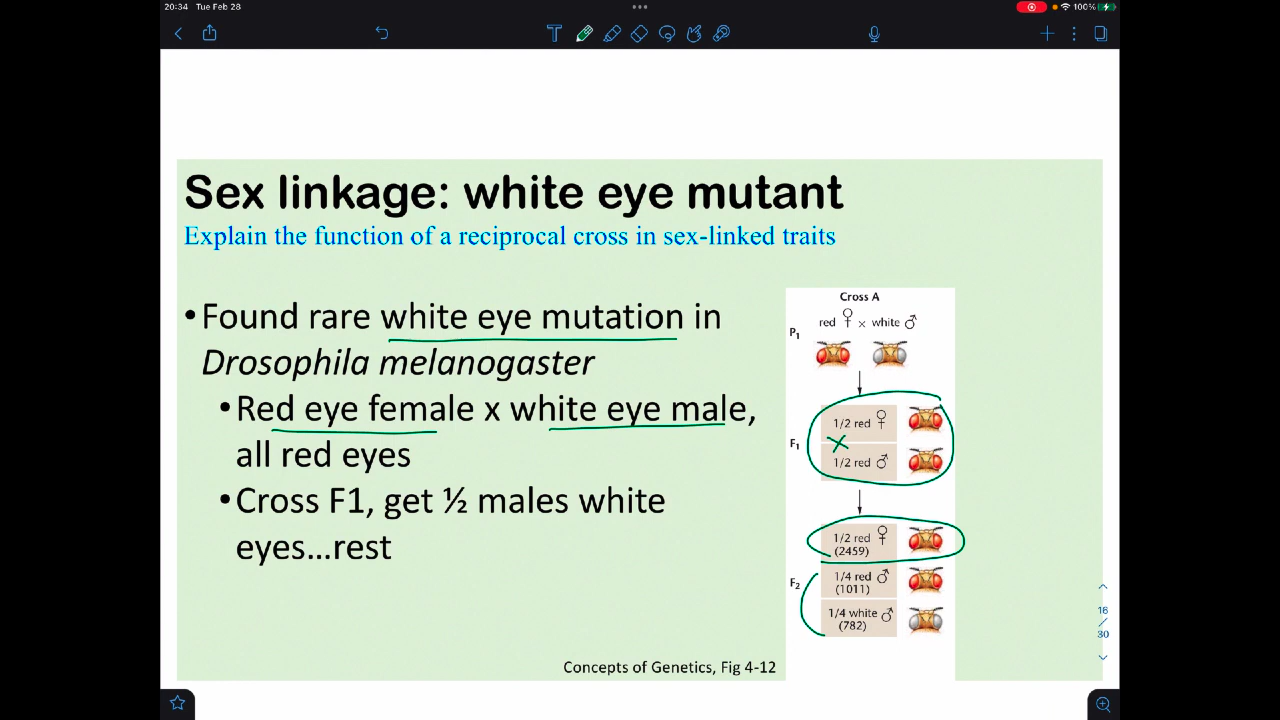 20:34 Tue Feb 28
100%
Sex linkage: white eye mutant
Explain the function of a reciprocal cross in sex-linked traits
•Found rare white eye mutation in
Drosophila melanogaster
•Red eye female x white eye male,
all red eyes
•Cross F1, get ½ males white
eyes...rest
Cross A
P1
red ♀ × white ♂
F1
1/2 red ♀
1/2 red ♂
F2
1/2 red ♀
(2459)
1/4 red ♂
(1011)
1/4 white ♂
(782)
Concepts of Genetics, Fig 4-12
16
/
30